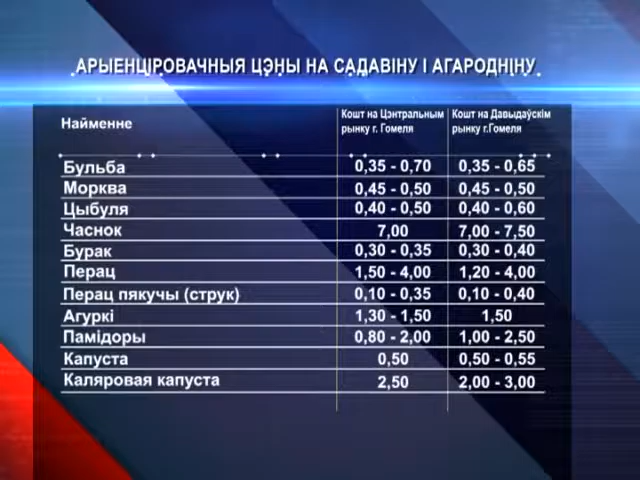 АРЫЕНЦІРОВАЧНЫЯ ЦЭНЫ НА САДАВІНУ І АГАРОДНІНУ
Найменне Кошт на Цэнтральным рынку г. Гомеля Кошт на Давыдаўскім рынку г.Гомеля
Бульба 0,35 - 0,70 0,35 - 0,65
Морква 0,45 - 0,50 0,45 - 0,50
Цыбуля 0,40 - 0,50 0,40 - 0,60
Часнок 7,00 7,00 - 7,50
Бурак 0,30 - 0,35 0,30 - 0,40
Перац 1,50 - 4,00 1,20 - 4,00
Перац пякучы (струк) 0,10 - 0,35 0,10 - 0,40
Агуркі 1,30 - 1,50 1,50
Памідоры 0,80 - 2,00 1,00 - 2,50
Капуста 0,50 0,50 - 0,55
Каляровая капуста 2,50 2,00 - 3,00